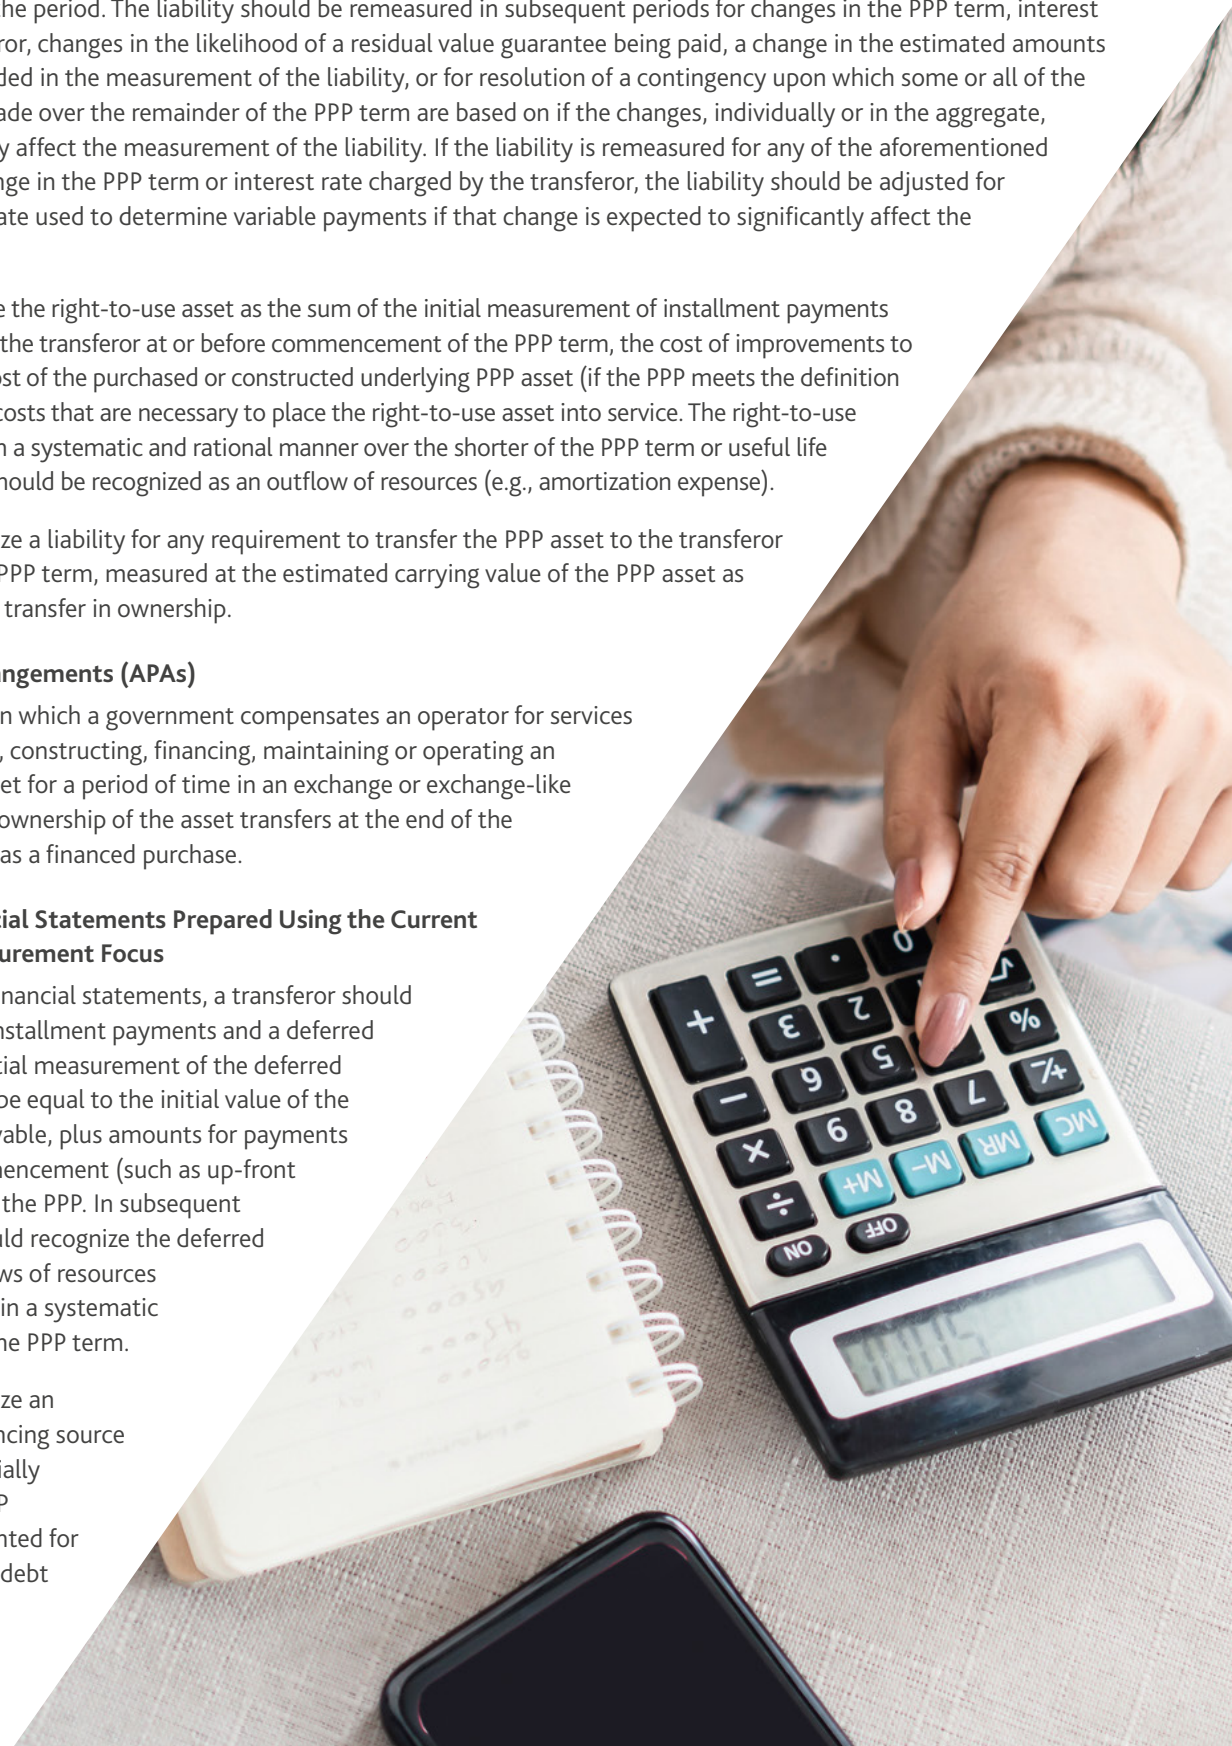 he period. The liability should be remeasured in subsequent periods for changes in the PPP term, interest
ror, changes in the likelihood of a residual value guarantee being paid, a change in the estimated amounts
ded in the measurement of the liability, or for resolution of a contingency upon which some or all of the
ade over the remainder of the PPP term are based on if the changes, individually or in the aggregate,
y affect the measurement of the liability. If the liability is remeasured for any of the aforementioned
nge in the PPP term or interest rate charged by the transferor, the liability should be adjusted for
ate used to determine variable payments if that change is expected to significantly affect the
e the right-to-use asset as the sum of the initial measurement of installment payments
the transferor at or before commencement of the PPP term, the cost of improvements to
ost of the purchased or constructed underlying PPP asset (if the PPP meets the definition
costs that are necessary to place the right-to-use asset into service. The right-to-use
n a systematic and rational manner over the shorter of the PPP term or useful life
hould be recognized as an outflow of resources (e.g., amortization expense).
ze a liability for any requirement to transfer the PPP asset to the transferor
PPP term, measured at the estimated carrying value of the PPP asset as
transfer in ownership.
angements (APAs)
n which a government compensates an operator for services
, constructing, financing, maintaining or operating an
et for a period of time in an exchange or exchange-like
ownership of the asset transfers at the end of the
as a financed purchase.
cial Statements Prepared Using the Current
urement Focus
inancial statements, a transferor should
nstallment payments and a deferred
tial measurement of the deferred
be equal to the initial value of the
vable, plus amounts for payments
mencement (such as up-front
the PPP. In subsequent
uld recognize the deferred
ws of resources
in a systematic
he PPP term.
ze an
ncing source
ially
P
nted for
debt
0 √
+ = .
3 2 %
− 6 5 +/−
× 9 8 7
÷ M+ M− MR MC
ON OFF